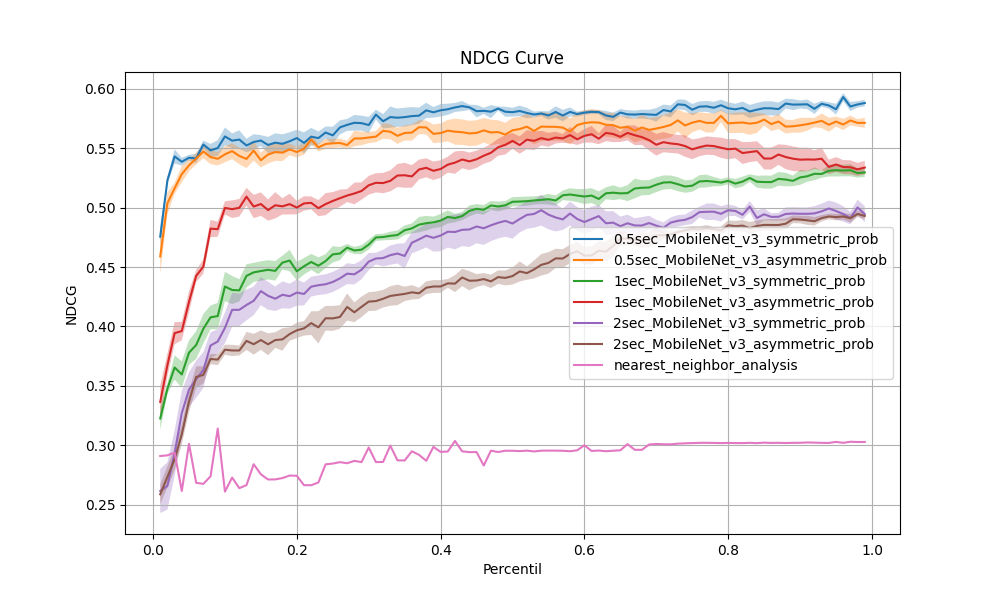 NDCG Curve
0.60
0.55
0.50
0.45
0.40
0.35
0.30
0.25
NDCG
0.5sec_MobileNet_v3_symmetric_prob
0.5sec_MobileNet_v3_asymmetric_prob
1sec_MobileNet_v3_symmetric_prob
1sec_MobileNet_v3_asymmetric_prob
2sec_MobileNet_v3_symmetric_prob
2sec_MobileNet_v3_asymmetric_prob
nearest_neighbor_analysis
0.0 0.2 0.4 0.6 0.8 1.0
Percentil